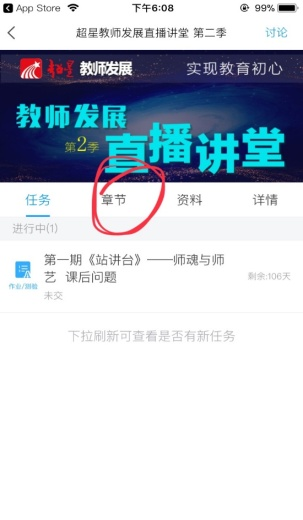 App Store 下午6:08 69%
超星教师发展直播讲堂 第二季 讨论
超星 教师发展 实现教育初心
教师发展
第2季
直播讲堂
任务 章节 资料 详情
进行中(1)
第一期《站讲台》——师魂与师
艺 课后问题
剩余:106天
作业/测验
未交
下拉刷新可查看是否有新任务